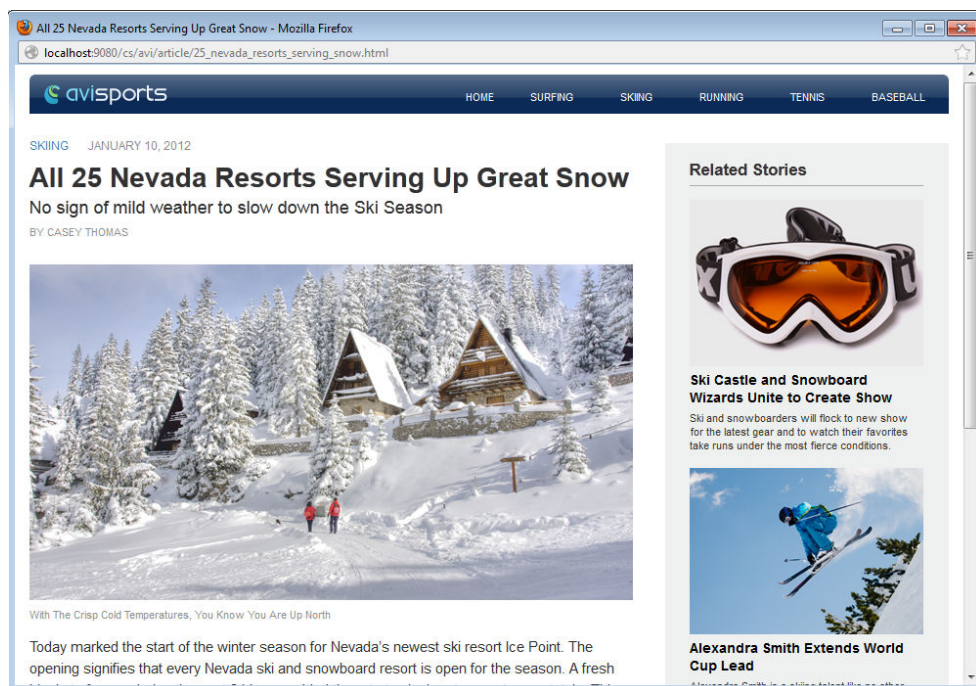 All 25 Nevada Resorts Serving Up Great Snow - Mozilla Firefox
localhost:9080/cs/avi/article/25_nevada_resorts_serving_snow.html
avisports
HOME SURFING SKIING RUNNING TENNIS BASEBALL
SKIING JANUARY 10, 2012
All 25 Nevada Resorts Serving Up Great Snow
No sign of mild weather to slow down the Ski Season
BY CASEY THOMAS
With The Crisp Cold Temperatures, You Know You Are Up North
Today marked the start of the winter season for Nevada's newest ski resort Ice Point. The
opening signifies that every Nevada ski and snowboard resort is open for the season. A fresh
Related Stories
Ski Castle and Snowboard
Wizards Unite to Create Show
Ski and snowboarders will flock to new show
for the latest gear and to watch their favorites
take runs under the most fierce conditions.
Alexandra Smith Extends World
Cup Lead